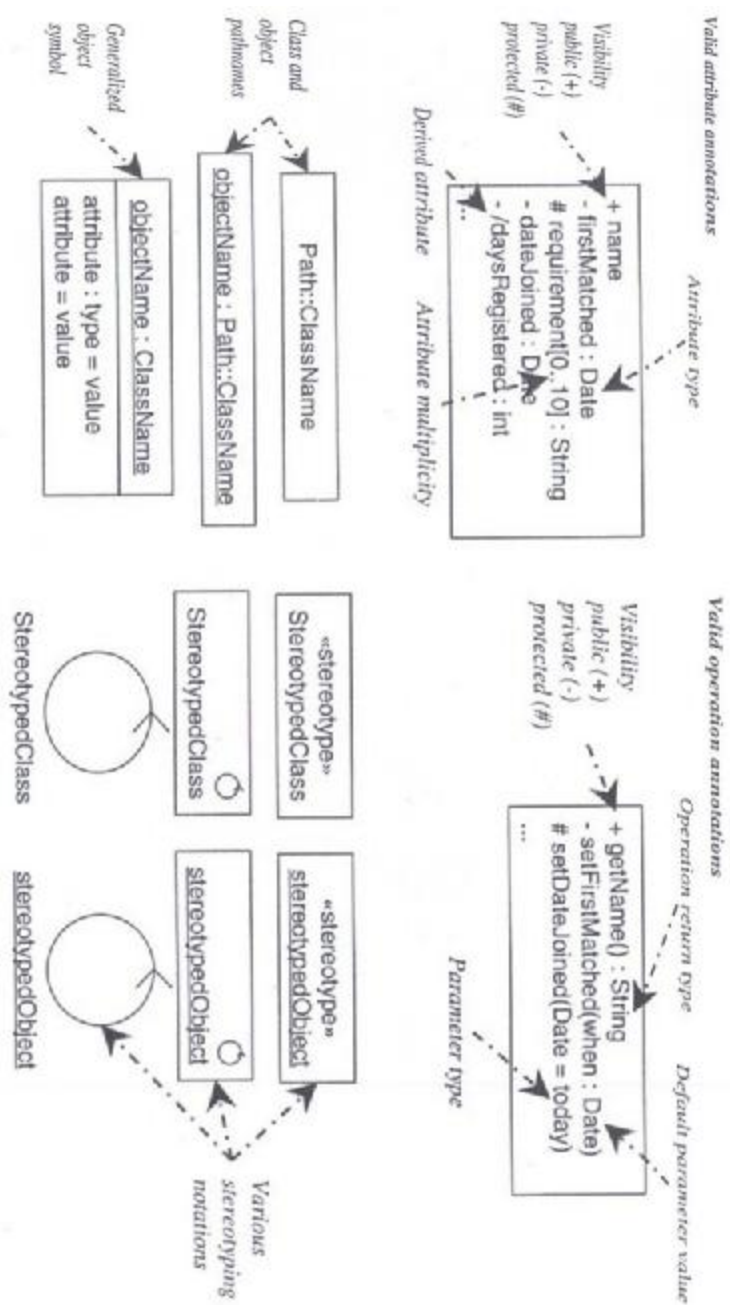 Valid attribute annotations
Attribute type
Visibility
public (+)
private (-)
protected (#)
+ name
- firstMatched : Date
# requirement[0..10] : String
- dateJoined : Date
- /daysRegistered : int
...
Derived attribute
Attribute multiplicity
Valid operation annotations
Operation return type
Default parameter value
Visibility
public (+)
private (-)
protected (#)
+ getName() : String
- setFirstMatched(when : Date)
# setDateJoined(Date = today)
...
Parameter type
Class and
object
pathnames
Path::ClassName
objectName : Path::ClassName
Generalized
object
symbol
objectName : ClassName
attribute : type = value
attribute = value
«stereotype»
StereotypedClass
«stereotype»
stereotypedObject
StereotypedClass
stereotypedObject
StereotypedClass
stereotypedObject
Various
stereotyping
notations